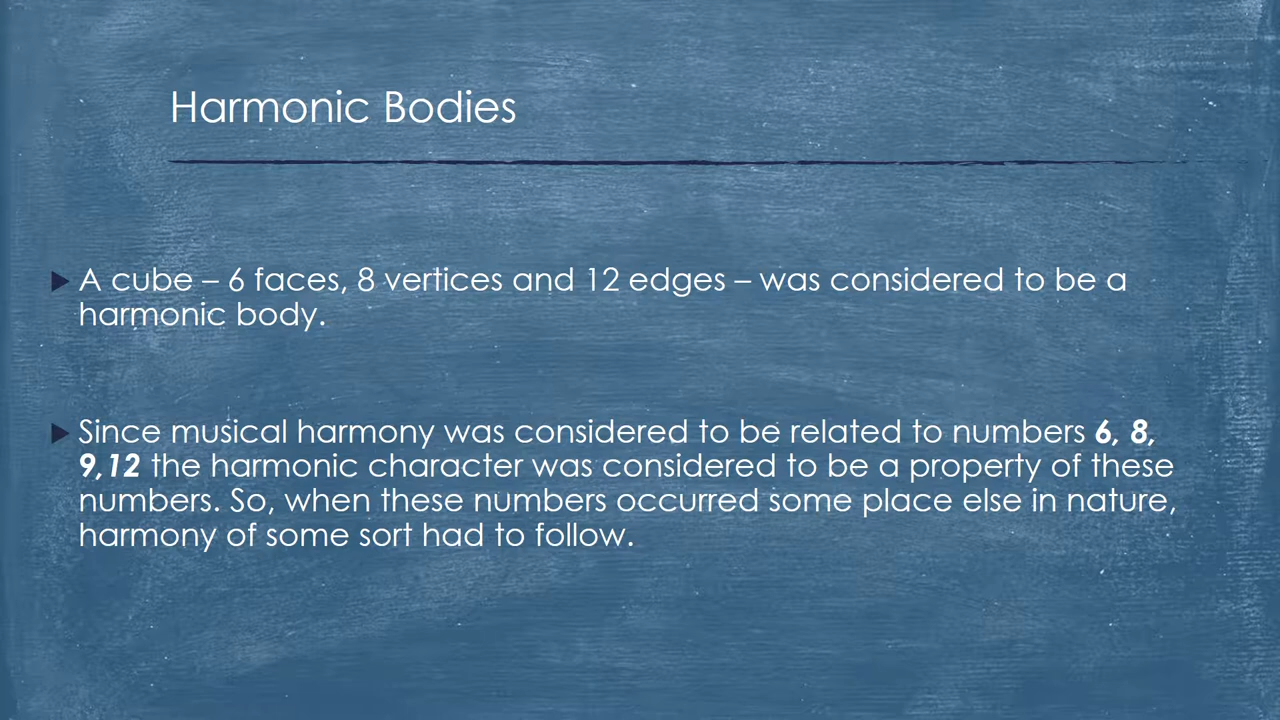 Harmonic Bodies
A cube – 6 faces, 8 vertices and 12 edges – was considered to be a
harmonic body.
Since musical harmony was considered to be related to numbers 6, 8,
9,12 the harmonic character was considered to be a property of these
numbers. So, when these numbers occurred some place else in nature,
harmony of some sort had to follow.